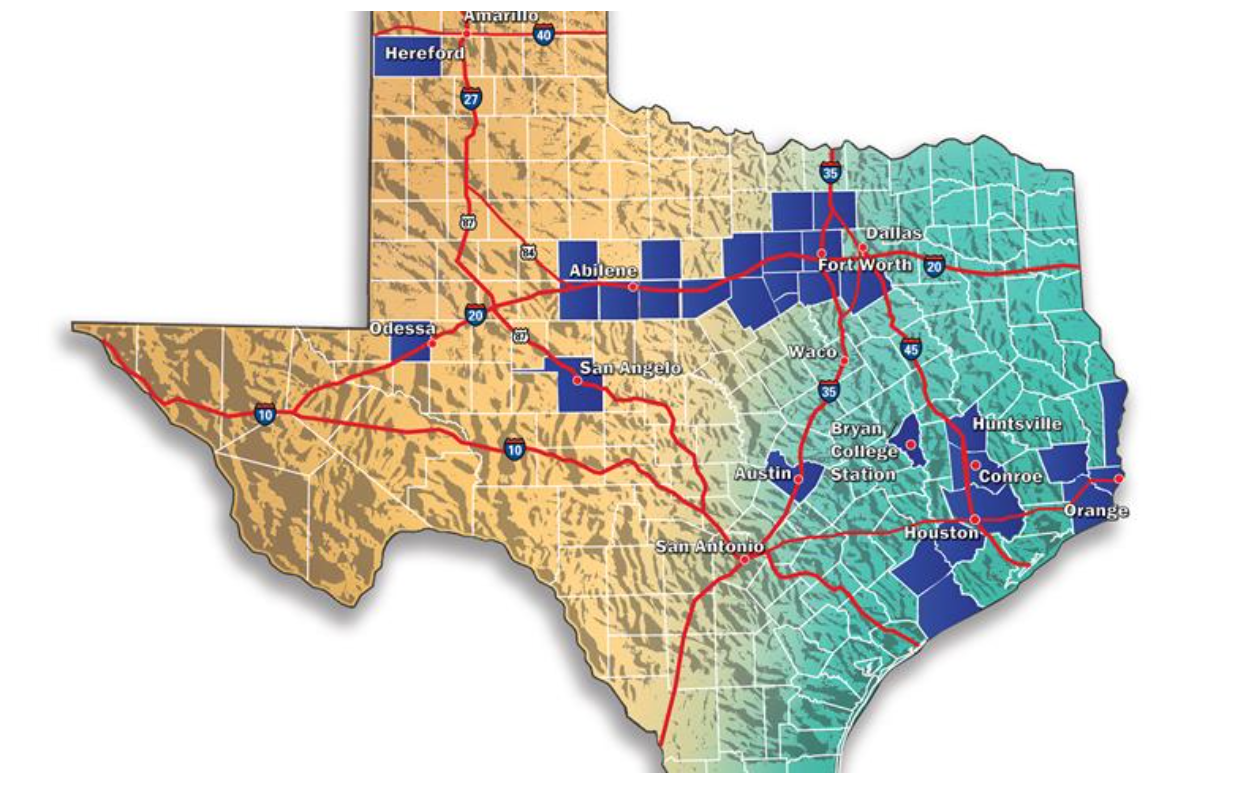 Amarillo
40
Hereford
27
35
87
Dallas
84
Fort Worth
20
Abilene
20
Odessa
87
San Angelo
Waco
45
35
10
Bryan
College
Station
Huntsville
10
Austin
Conroe
Orange
Houston
San Antonio